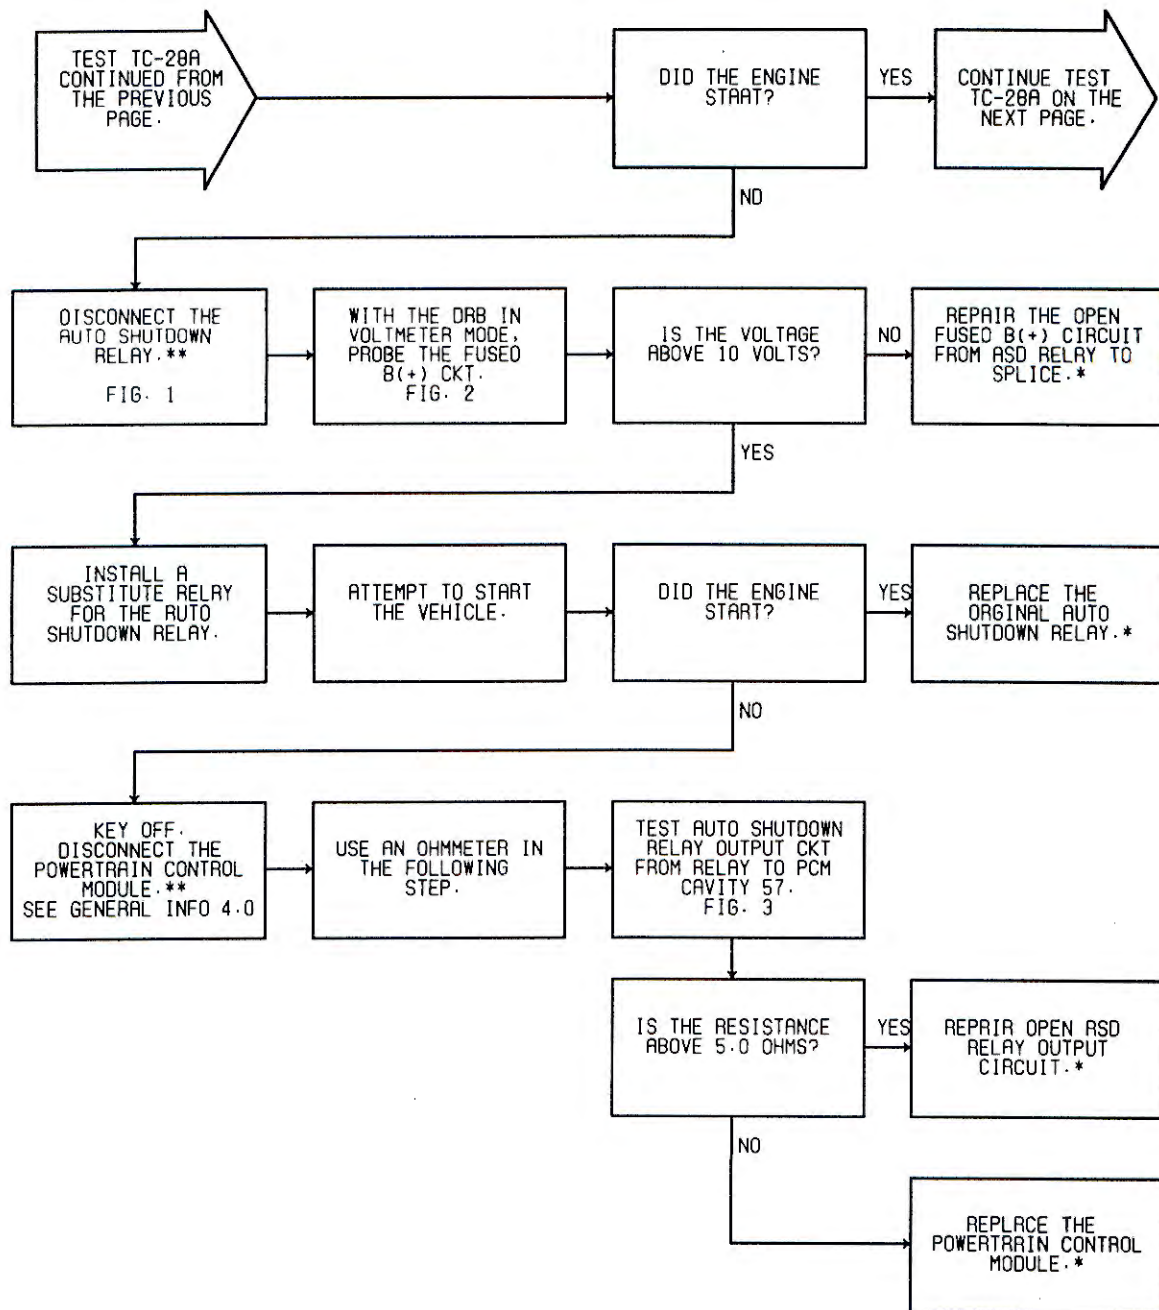 TEST TC-28A
CONTINUED FROM
THE PREVIOUS
PAGE.
DID THE ENGINE
START?
YES
CONTINUE TEST
TC-28A ON THE
NEXT PAGE.
NO
DISCONNECT THE
AUTO SHUTDOWN
RELAY.**
FIG. 1
WITH THE DRB IN
VOLTMETER MODE,
PROBE THE FUSED
B(+) CKT.
FIG. 2
IS THE VOLTAGE
ABOVE 10 VOLTS?
NO
REPAIR THE OPEN
FUSED B(+) CIRCUIT
FROM ASD RELAY TO
SPLICE.*
YES
INSTALL A
SUBSTITUTE RELAY
FOR THE AUTO
SHUTDOWN RELAY.
ATTEMPT TO START
THE VEHICLE.
DID THE ENGINE
START?
YES
REPLACE THE
ORGINAL AUTO
SHUTDOWN RELAY.*
NO
KEY OFF.
DISCONNECT THE
POWERTRAIN CONTROL
MODULE.**
SEE GENERAL INFO 4.0
USE AN OHMMETER IN
THE FOLLOWING
STEP.
TEST AUTO SHUTDOWN
RELAY OUTPUT CKT
FROM RELAY TO PCM
CAVITY 57.
FIG. 3
IS THE RESISTANCE
ABOVE 5.0 OHMS?
YES
REPAIR OPEN ASD
RELAY OUTPUT
CIRCUIT.*
NO
REPLACE THE
POWERTRAIN CONTROL
MODULE.*